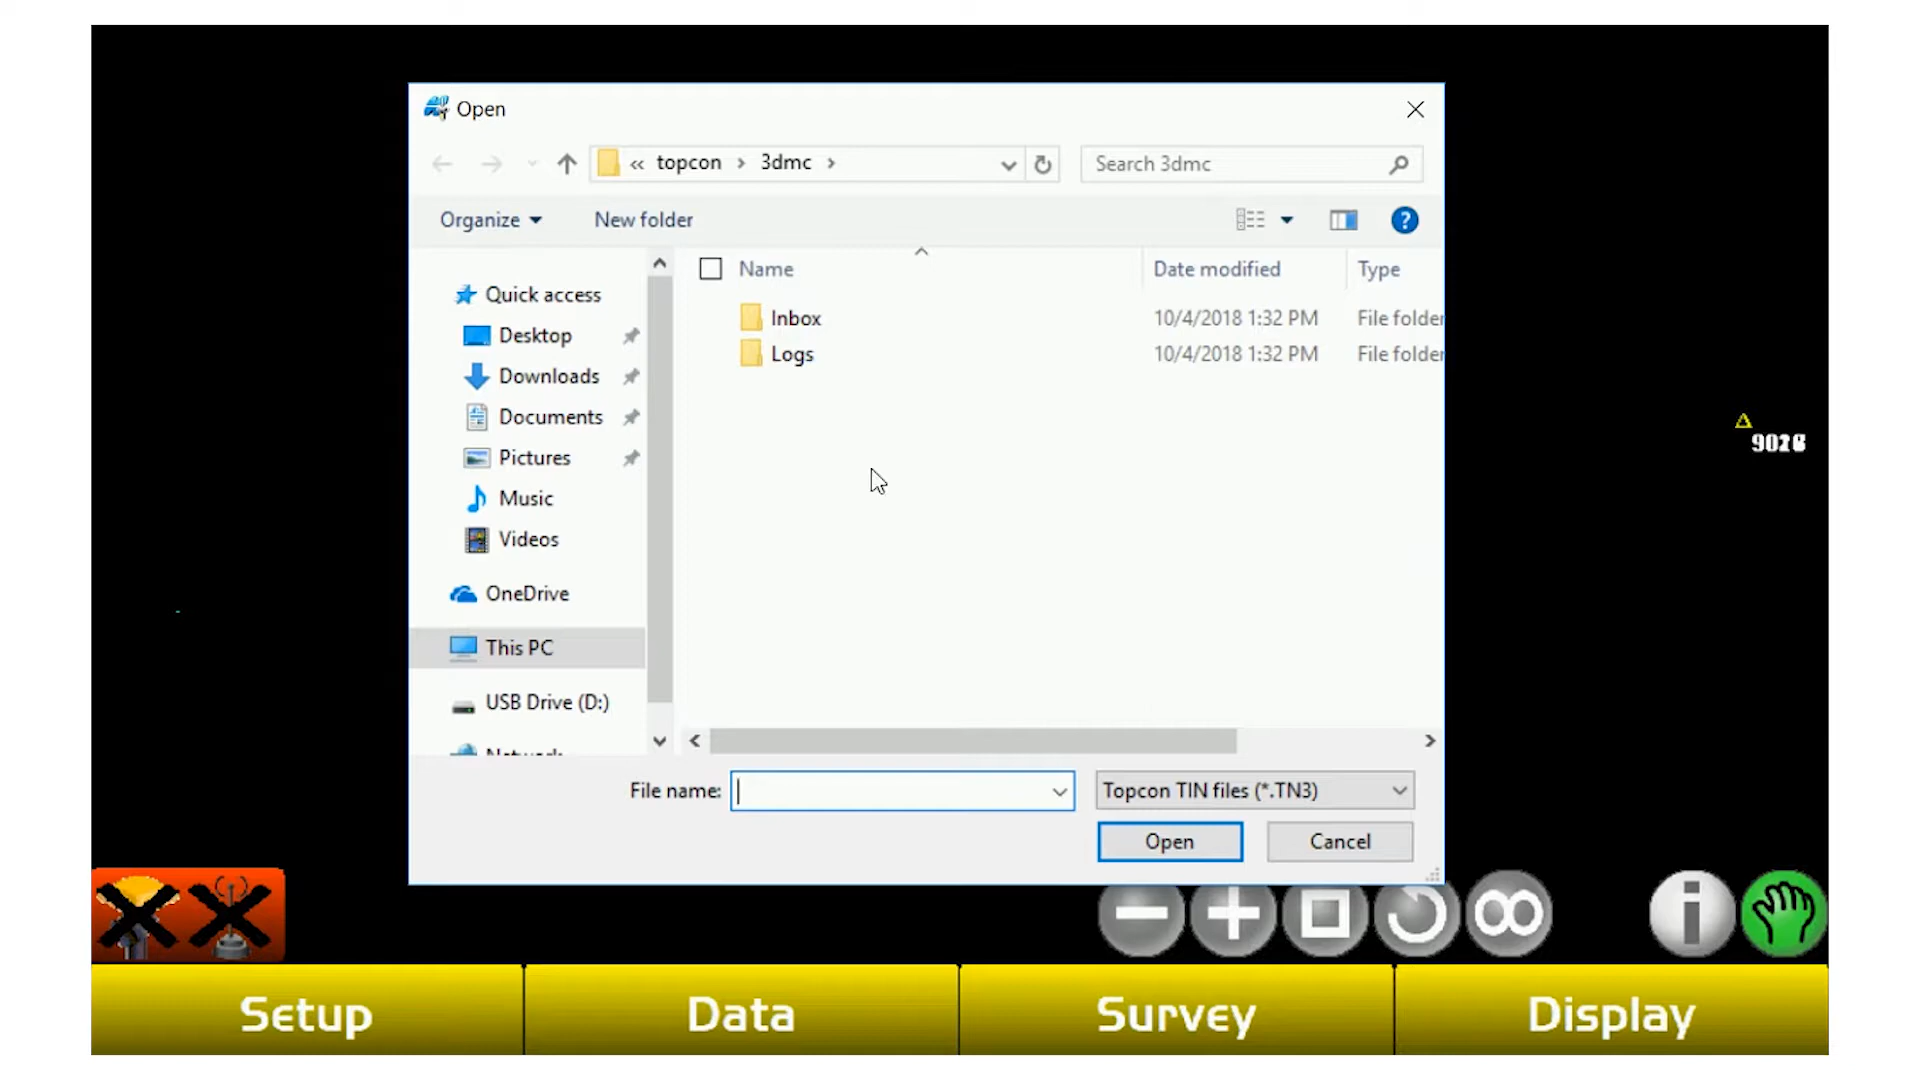 Open
« topcon > 3dmc >
Search 3dmc
Organize
New folder
Name
Date modified
Type
Quick access
Desktop
Downloads
Documents
Pictures
Music
Videos
OneDrive
This PC
USB Drive (D:)
Network
Inbox 10/4/2018 1:32 PM File folder
Logs 10/4/2018 1:32 PM File folder
File name:
Topcon TIN files (*.TN3)
Open
Cancel
Setup
Data
Survey
Display